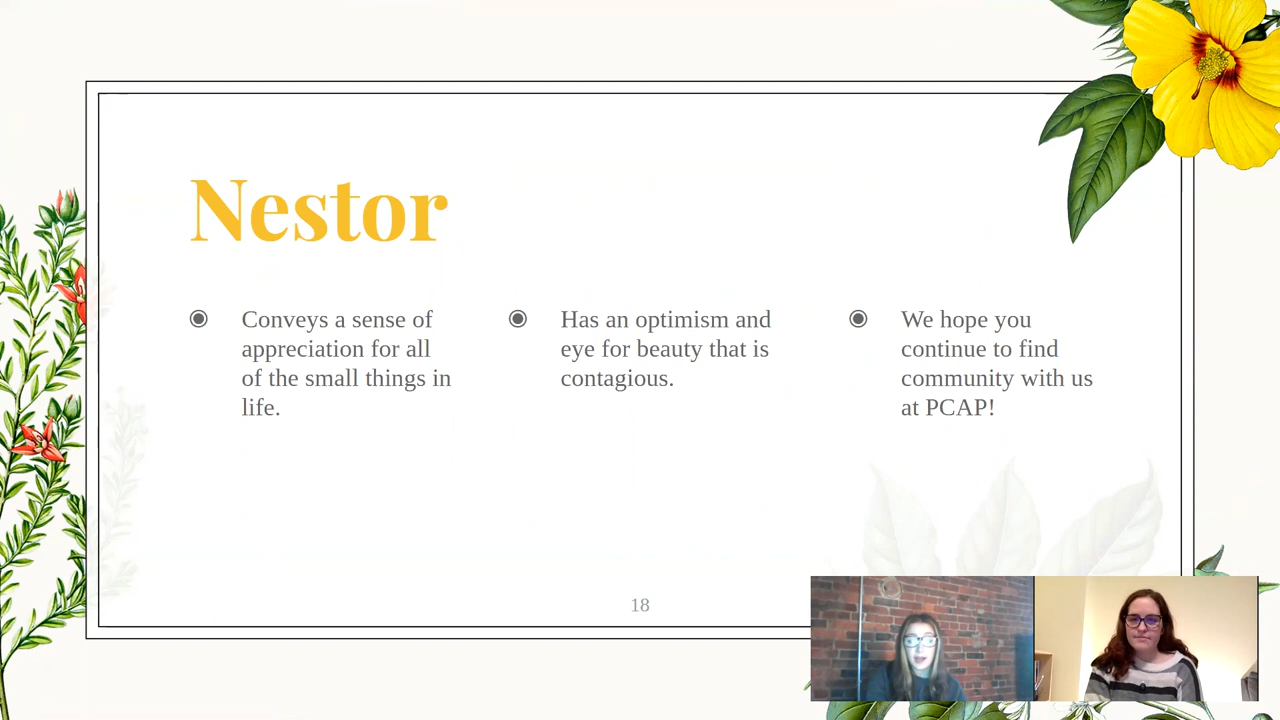 Nestor
Conveys a sense of
appreciation for all
of the small things in
life.
Has an optimism and
eye for beauty that is
contagious.
We hope you
continue to find
community with us
at PCAP!
18